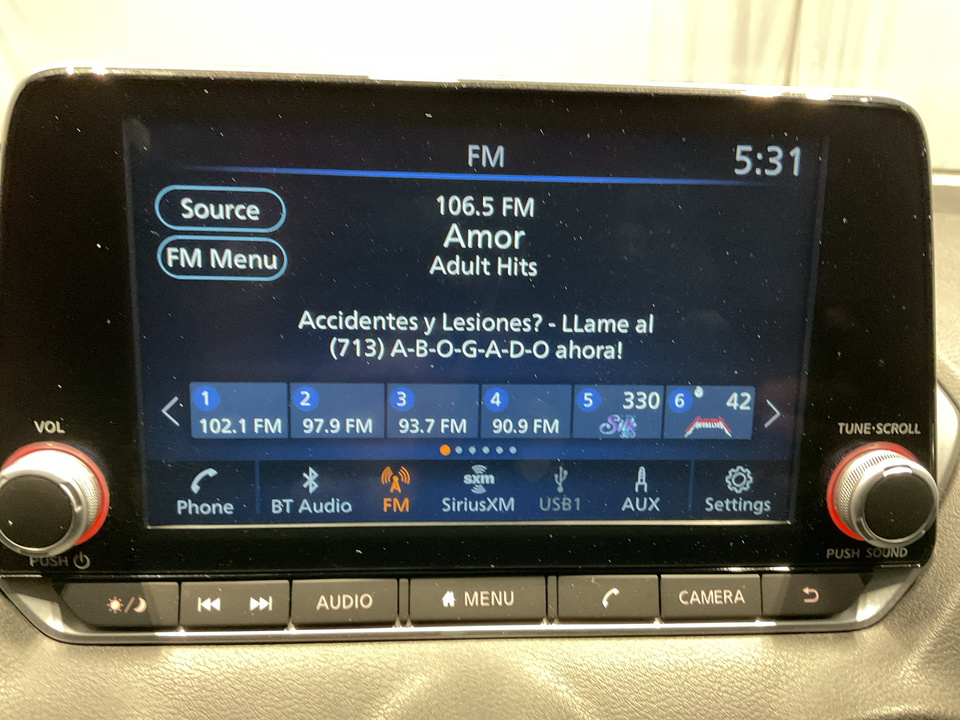 FM
5:31
Source
106.5 FM
Amor
FM Menu
Adult Hits
Accidentes y Lesiones? - LLame al
(713) A-B-O-G-A-D-O ahora!
1 2 3 4 5 330 6 42
102.1 FM 97.9 FM 93.7 FM 90.9 FM METALLICA
VOL
TUNE·SCROLL
sxm
Phone BT Audio FM SiriusXM USB1 AUX Settings
PUSH
PUSH SOUND
AUDIO MENU CAMERA